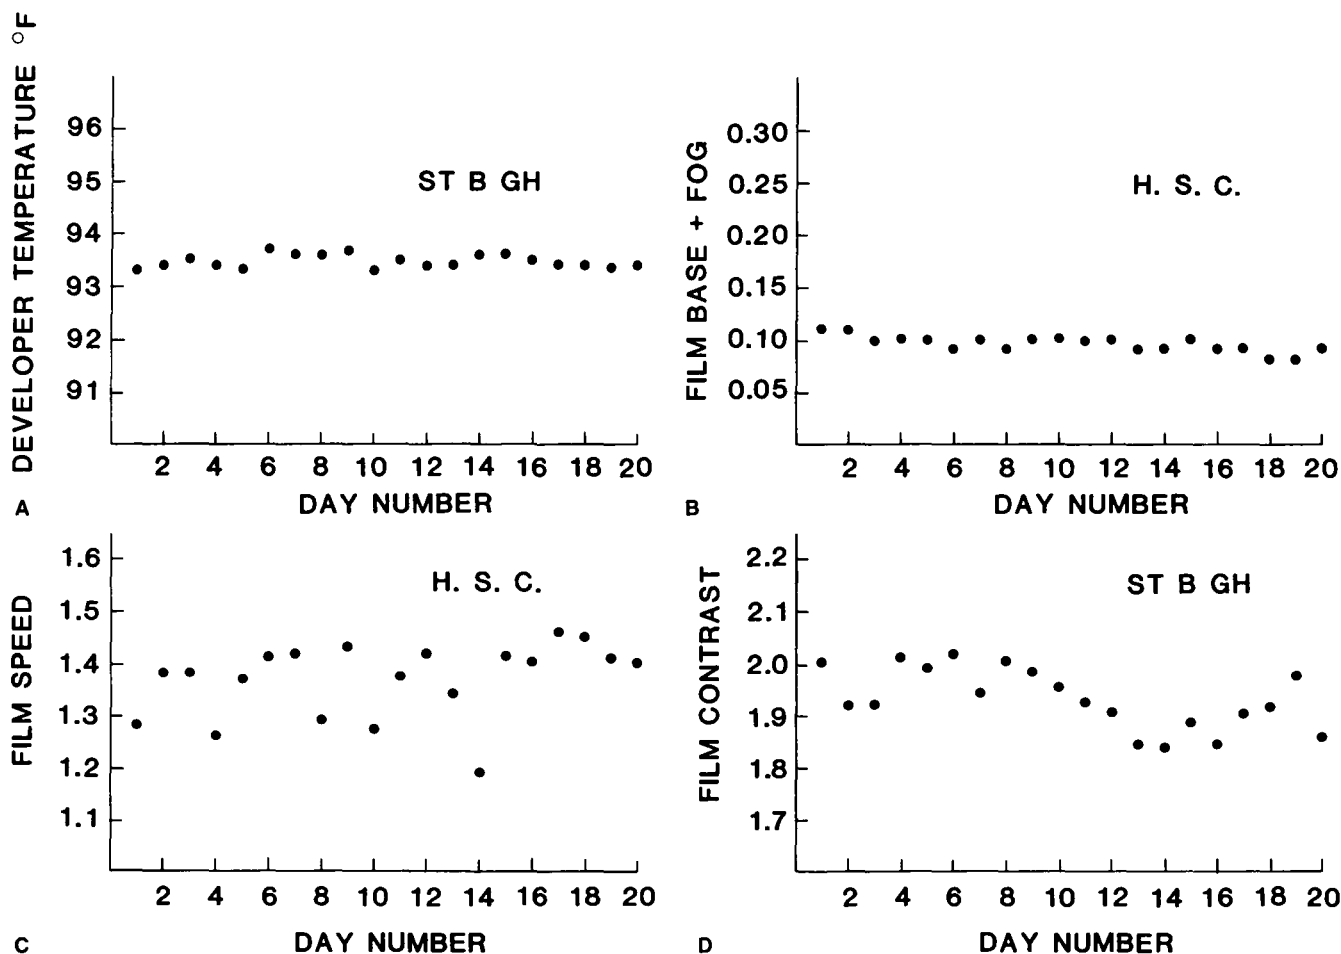 DEVELOPER TEMPERATURE °F
96
95
94
93
92
91
ST B GH
2 4 6 8 10 12 14 16 18 20
DAY NUMBER
A
FILM BASE + FOG
0.30
0.25
0.20
0.15
0.10
0.05
H. S. C.
2 4 6 8 10 12 14 16 18 20
DAY NUMBER
B
FILM SPEED
1.6
1.5
1.4
1.3
1.2
1.1
H. S. C.
2 4 6 8 10 12 14 16 18 20
DAY NUMBER
C
FILM CONTRAST
2.2
2.1
2.0
1.9
1.8
1.7
ST B GH
2 4 6 8 10 12 14 16 18 20
DAY NUMBER
D